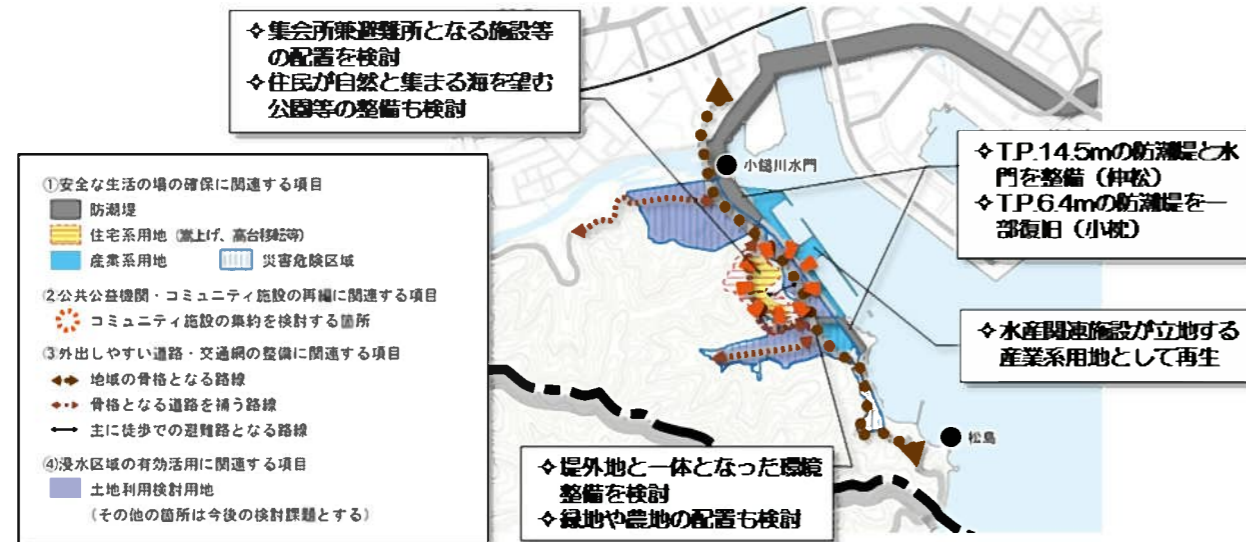 ✧集会所兼避難所となる施設等
の配置を検討
✧住民が自然と集まる海を望む
公園等の整備も検討
小鎚川水門
✧T.P.14.5mの防潮堤と水
門を整備（仲松）
✧T.P.6.4mの防潮堤を一
部復旧（小枕）
①安全な生活の場の確保に関連する項目
防潮堤
住宅系用地（嵩上げ、高台移転等）
産業系用地 災害危険区域
②公共公益機関・コミュニティ施設の再編に関連する項目
コミュニティ施設の集約を検討する箇所
③外出しやすい道路・交通網の整備に関連する項目
地域の骨格となる路線
骨格となる道路を補う路線
主に徒歩での避難路となる路線
④浸水区域の有効活用に関連する項目
土地利用検討用地
（その他の箇所は今後の検討課題とする）
✧水産関連施設が立地する
産業系用地として再生
松島
✧堤外地と一体となった環境
整備を検討
✧緑地や農地の配置も検討